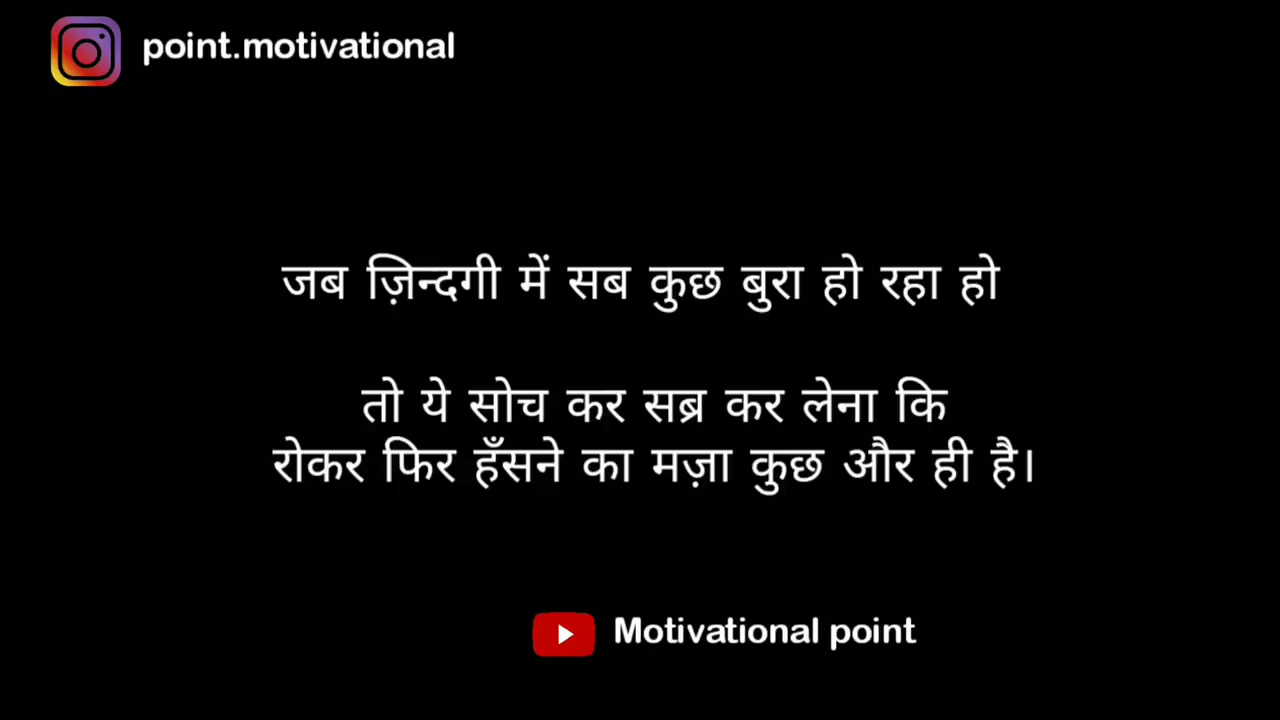 point.motivational
जब ज़िन्दगी में सब कुछ बुरा हो रहा हो
तो ये सोच कर सब्र कर लेना कि
रोकर फिर हँसने का मज़ा कुछ और ही है।
Motivational point